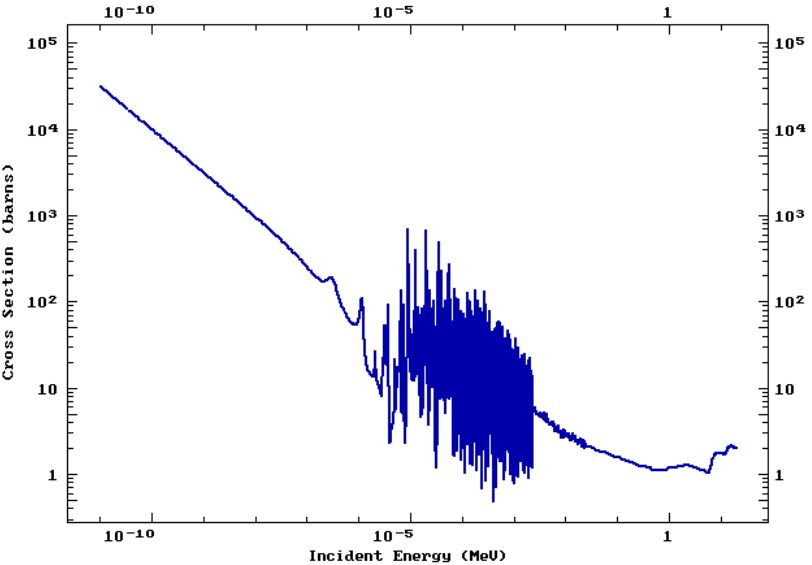 10⁻¹⁰ 10⁻⁵ 1
10⁵ 10⁵
10⁴ 10⁴
10³ 10³
10² 10²
10 10
1 1
Cross Section (barns)
10⁻¹⁰ 10⁻⁵ 1
Incident Energy (MeV)